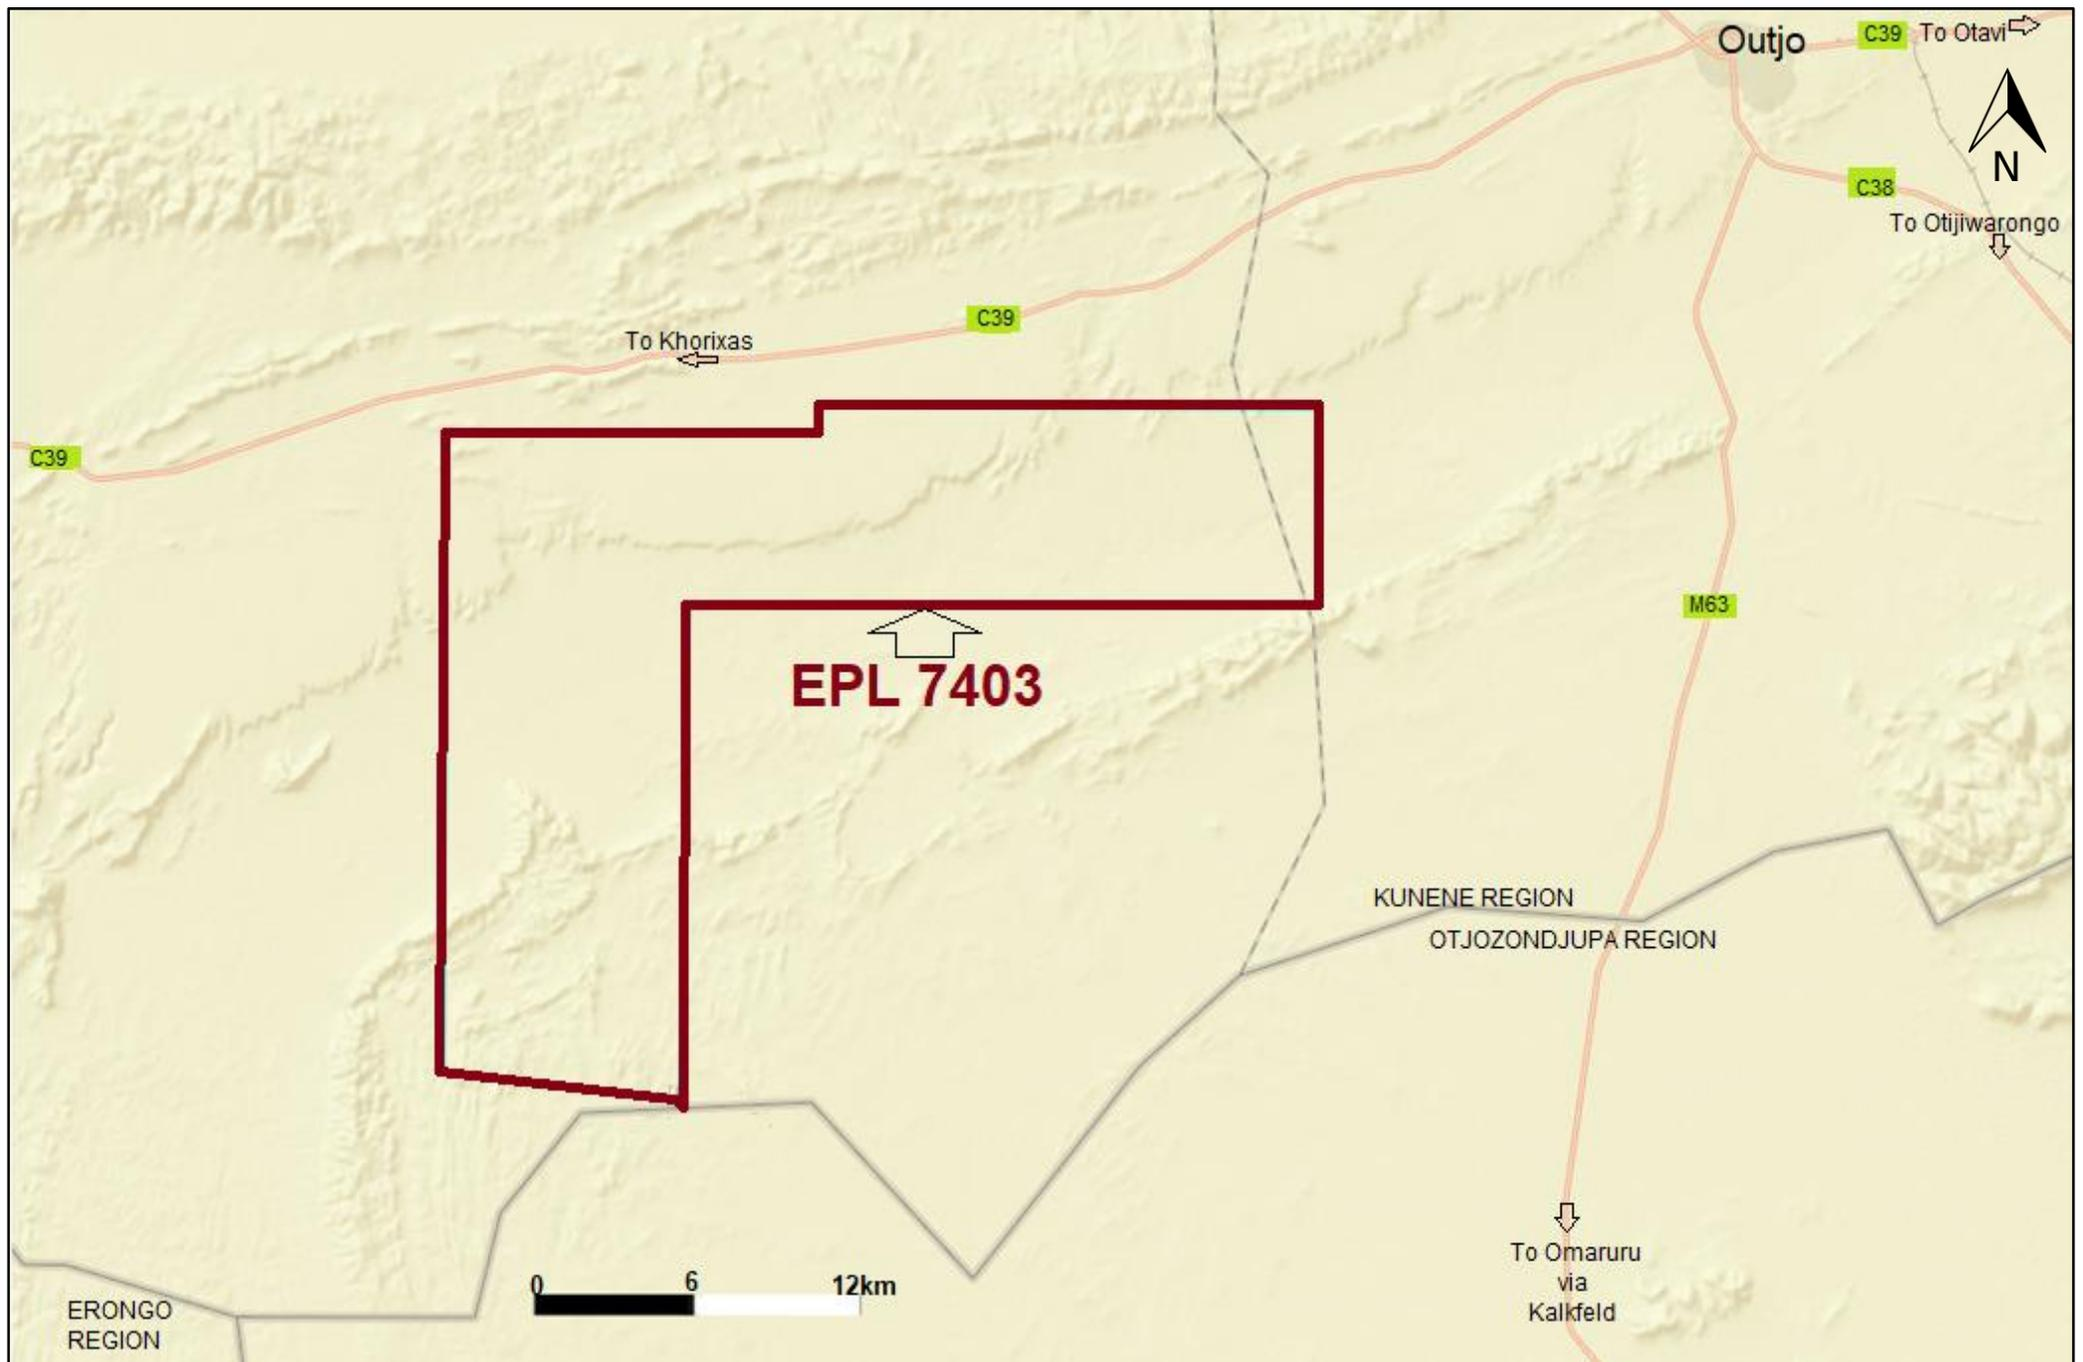 Outjo
C39
To Otavi
N
C38
To Otijiwarongo
C39
To Khorixas
C39
M63
EPL 7403
KUNENE REGION
OTJOZONDJUPA REGION
To Omaruru
via
Kalkfeld
0 6 12km
ERONGO
REGION